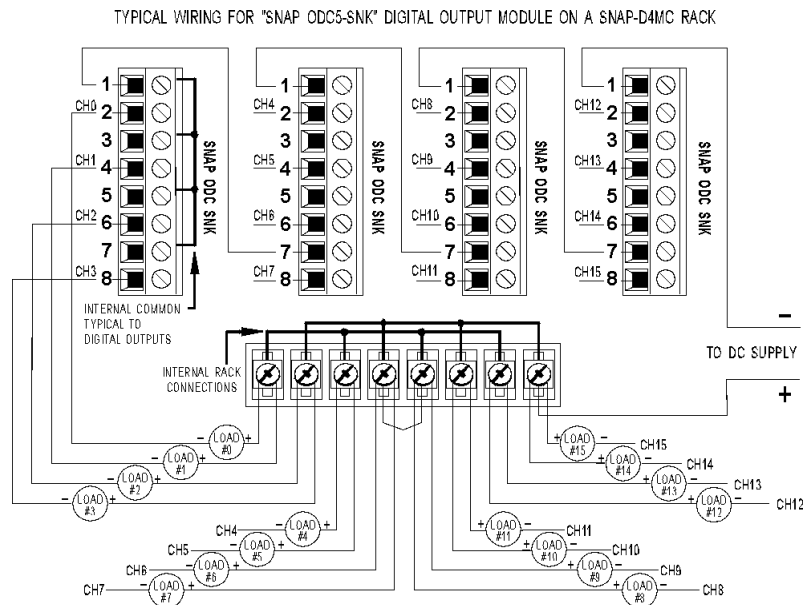 TYPICAL WIRING FOR "SNAP ODC5-SNK" DIGITAL OUTPUT MODULE ON A SNAP-D4MC RACK
1
CH0 2
3
CH1 4
5
CH2 6
7
CH3 8
SNAP ODC SNK
1
CH4 2
3
CH5 4
5
CH6 6
7
CH7 8
SNAP ODC SNK
1
CH8 2
3
CH9 4
5
CH10 6
7
CH11 8
SNAP ODC SNK
1
CH12 2
3
CH13 4
5
CH14 6
7
CH15 8
SNAP ODC SNK
INTERNAL COMMON
TYPICAL TO
DIGITAL OUTPUTS
INTERNAL RACK
CONNECTIONS
-
TO DC SUPPLY
+
- LOAD #0 +
- LOAD #1 +
- LOAD #2 +
- LOAD #3 +
CH4 - LOAD #4 +
CH5 - LOAD #5 +
CH6 - LOAD #6 +
CH7 - LOAD #7 +
+ LOAD #15 - CH15
+ LOAD #14 - CH14
+ LOAD #13 - CH13
+ LOAD #12 - CH12
+ LOAD #11 - CH11
+ LOAD #10 - CH10
+ LOAD #9 - CH9
+ LOAD #8 - CH8